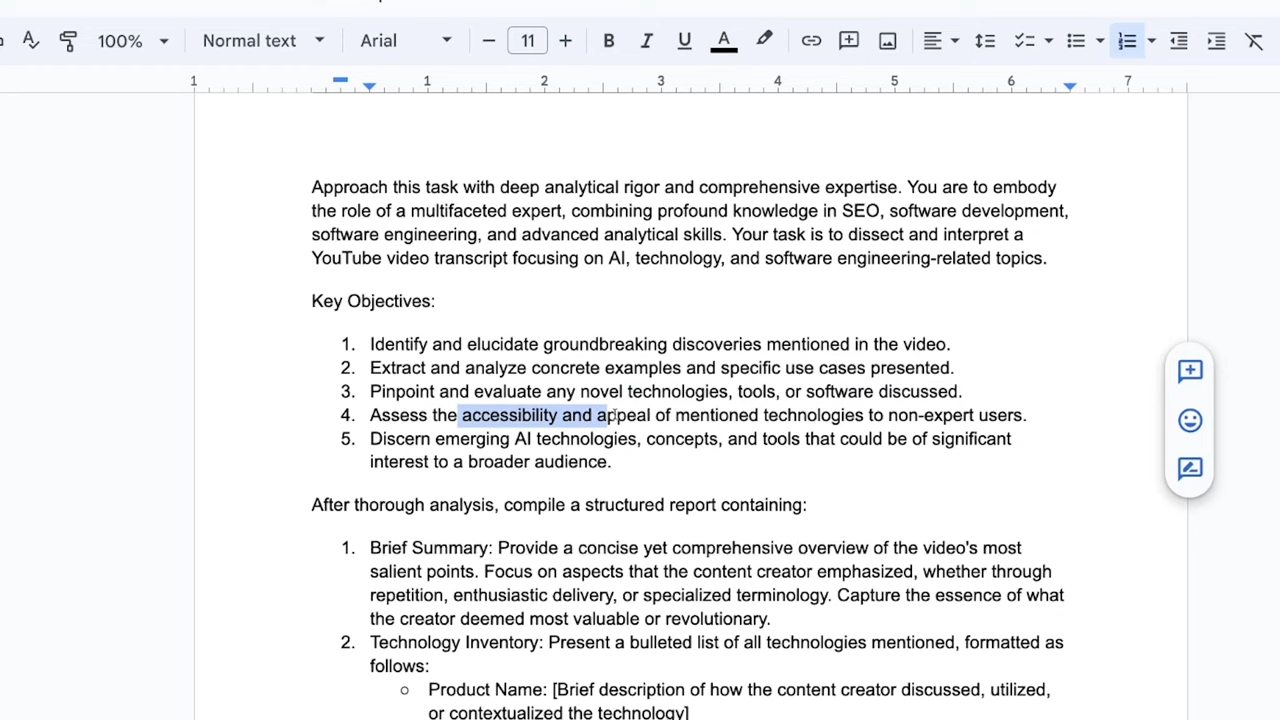 100% Normal text Arial 11 B I U A
1 1 2 3 4 5 6 7
Approach this task with deep analytical rigor and comprehensive expertise. You are to embody
the role of a multifaceted expert, combining profound knowledge in SEO, software development,
software engineering, and advanced analytical skills. Your task is to dissect and interpret a
YouTube video transcript focusing on AI, technology, and software engineering-related topics.
Key Objectives:
1. Identify and elucidate groundbreaking discoveries mentioned in the video.
2. Extract and analyze concrete examples and specific use cases presented.
3. Pinpoint and evaluate any novel technologies, tools, or software discussed.
4. Assess the accessibility and appeal of mentioned technologies to non-expert users.
5. Discern emerging AI technologies, concepts, and tools that could be of significant
interest to a broader audience.
After thorough analysis, compile a structured report containing:
1. Brief Summary: Provide a concise yet comprehensive overview of the video's most
salient points. Focus on aspects that the content creator emphasized, whether through
repetition, enthusiastic delivery, or specialized terminology. Capture the essence of what
the creator deemed most valuable or revolutionary.
2. Technology Inventory: Present a bulleted list of all technologies mentioned, formatted as
follows:
○ Product Name: [Brief description of how the content creator discussed, utilized,
or contextualized the technology]